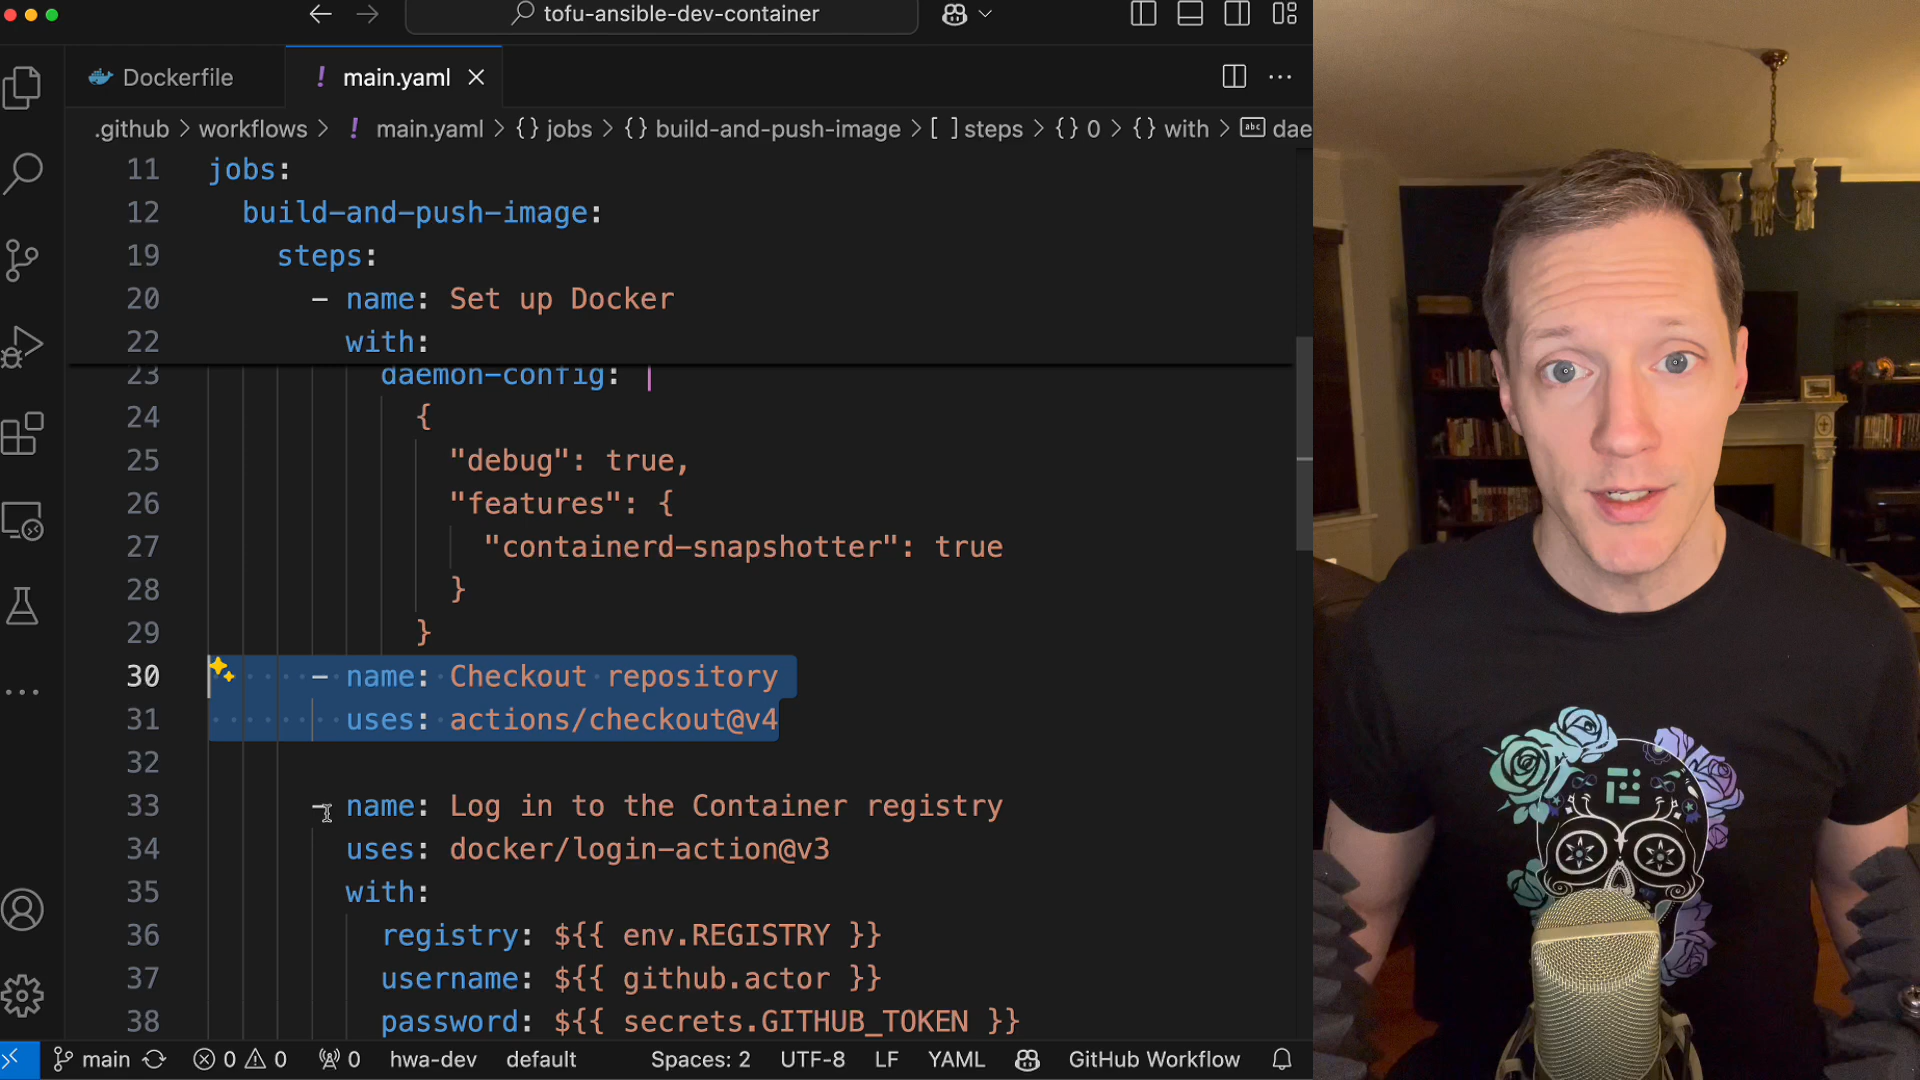 tofu-ansible-dev-container
Dockerfile
! main.yaml
.github > workflows > ! main.yaml > {} jobs > {} build-and-push-image > [ ] steps > {} 0 > {} with > abc dae
11 jobs:
12 build-and-push-image:
19 steps:
20 - name: Set up Docker
22 with:
23 daemon-config: |
24 {
25 "debug": true,
26 "features": {
27 "containerd-snapshotter": true
28 }
29 }
30 - name: Checkout repository
31 uses: actions/checkout@v4
32
33 - name: Log in to the Container registry
34 uses: docker/login-action@v3
35 with:
36 registry: ${{ env.REGISTRY }}
37 username: ${{ github.actor }}
38 password: ${{ secrets.GITHUB_TOKEN }}
main 0 0 0 hwa-dev default Spaces: 2 UTF-8 LF YAML GitHub Workflow